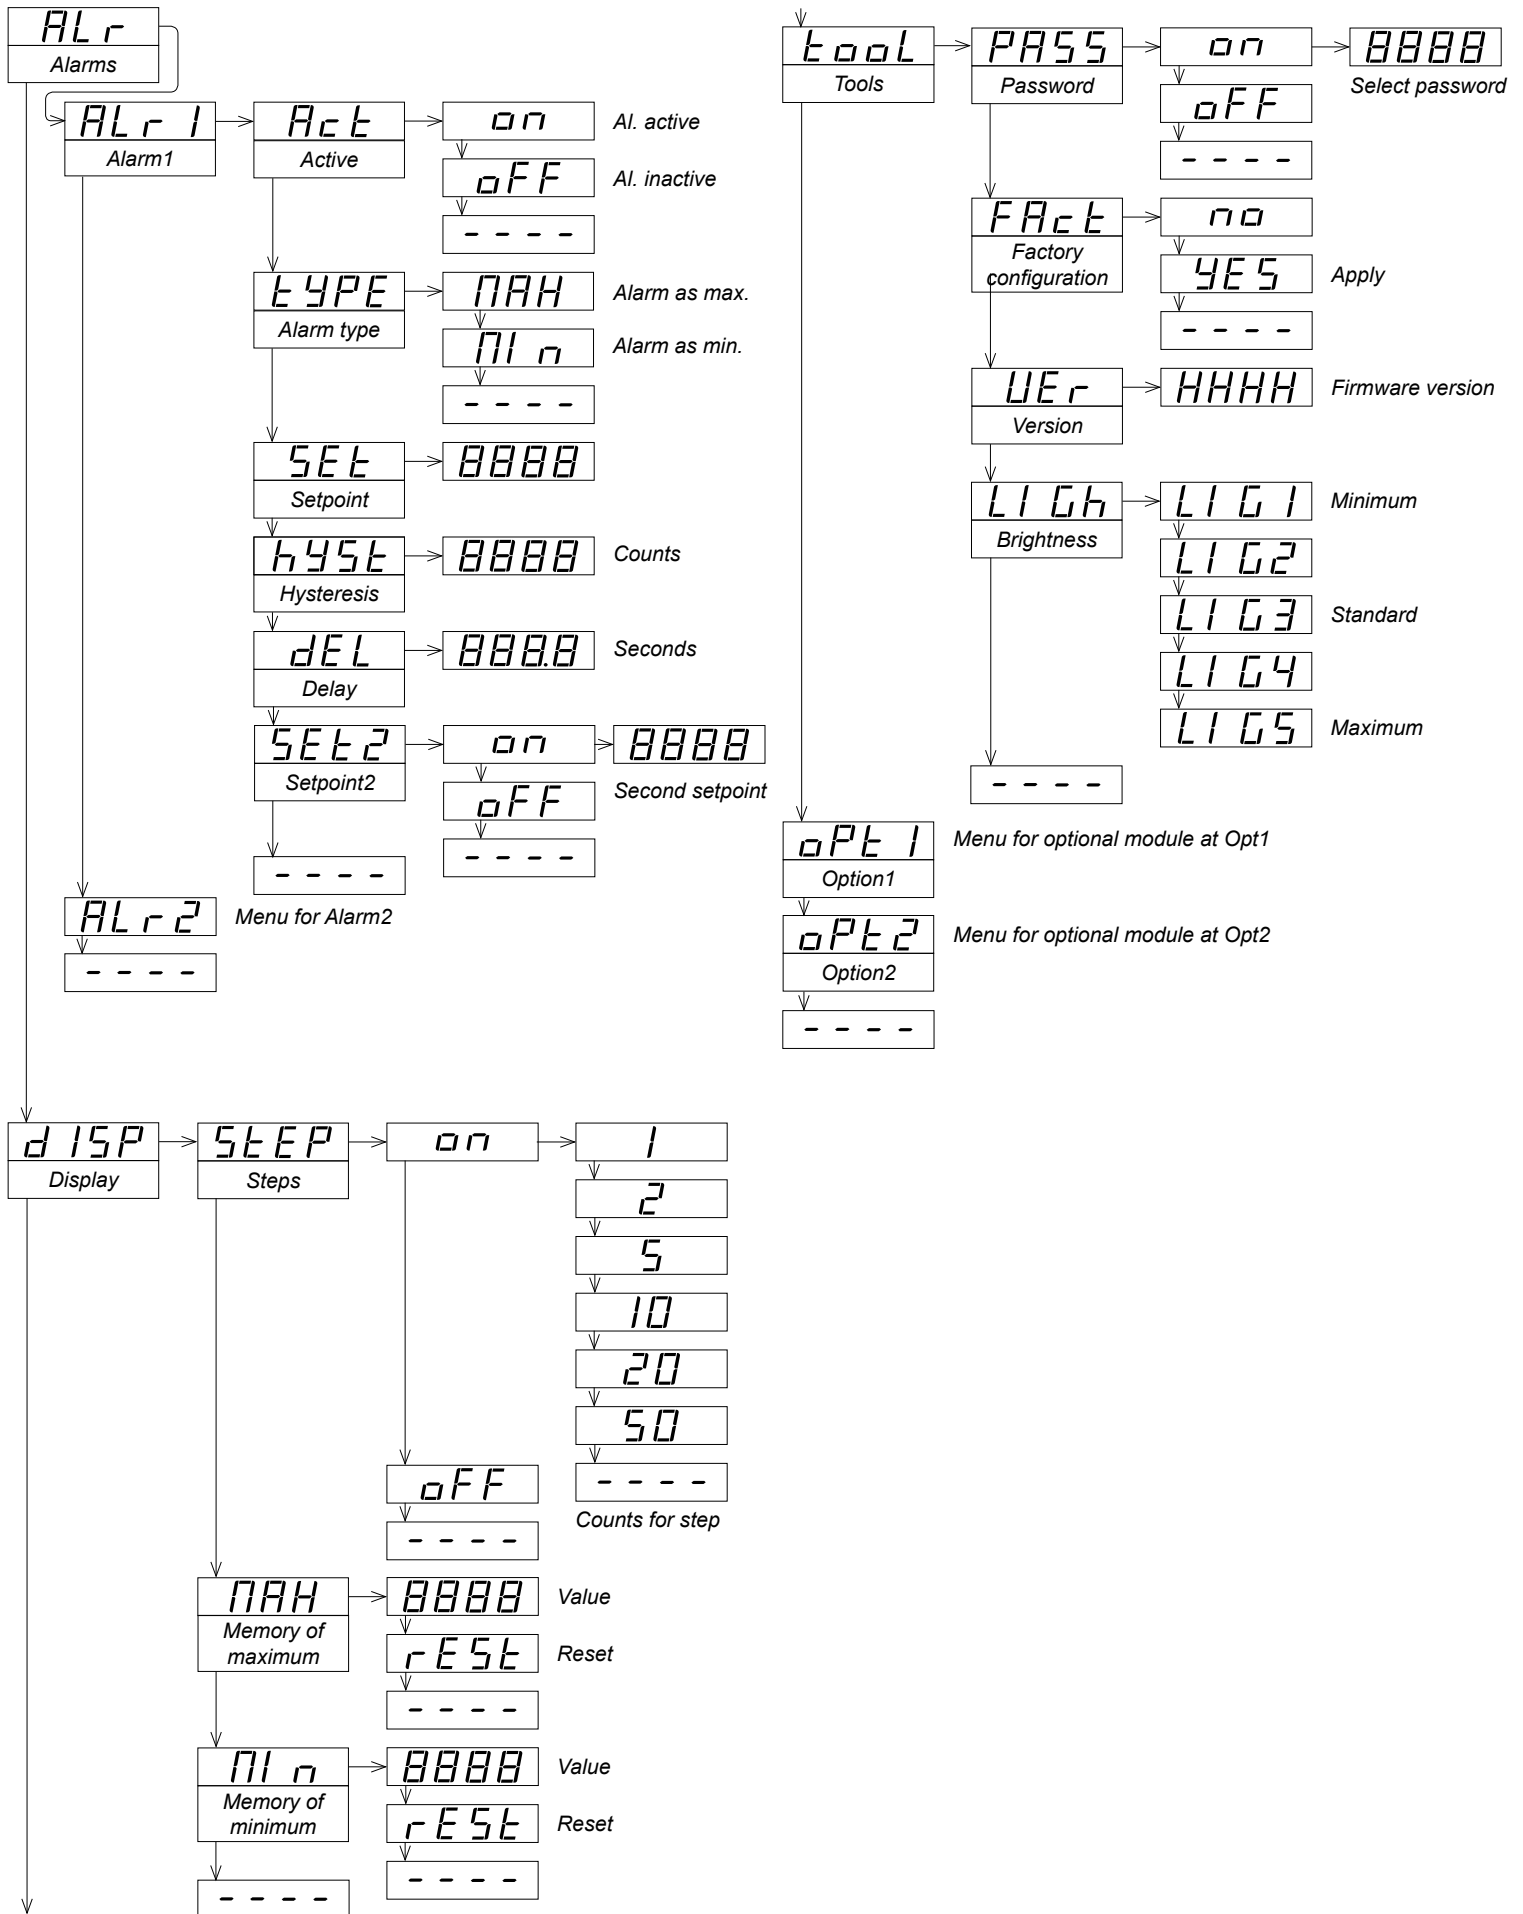 ALr
Alarms
ALr1
Alarm1
Act
Active
on
Al. active
oFF
Al. inactive
----
tYPE
Alarm type
MAH
Alarm as max.
MIn
Alarm as min.
----
SEt
Setpoint
8888
hYSt
Hysteresis
8888
Counts
dEL
Delay
888.8
Seconds
SEt2
Setpoint2
on
8888
Second setpoint
oFF
----
----
ALr2
Menu for Alarm2
----
dISP
Display
StEP
Steps
on
1
2
5
10
20
50
----
Counts for step
oFF
----
MAH
Memory of
maximum
8888
Value
rESt
Reset
----
MIn
Memory of
minimum
8888
Value
rESt
Reset
----
----
tooL
Tools
PASS
Password
on
8888
Select password
oFF
----
FAct
Factory
configuration
no
YES
Apply
----
VEr
Version
HHHH
Firmware version
LIGh
Brightness
LIG1
Minimum
LIG2
LIG3
Standard
LIG4
LIG5
Maximum
----
oPt1
Option1
Menu for optional module at Opt1
oPt2
Option2
Menu for optional module at Opt2
----